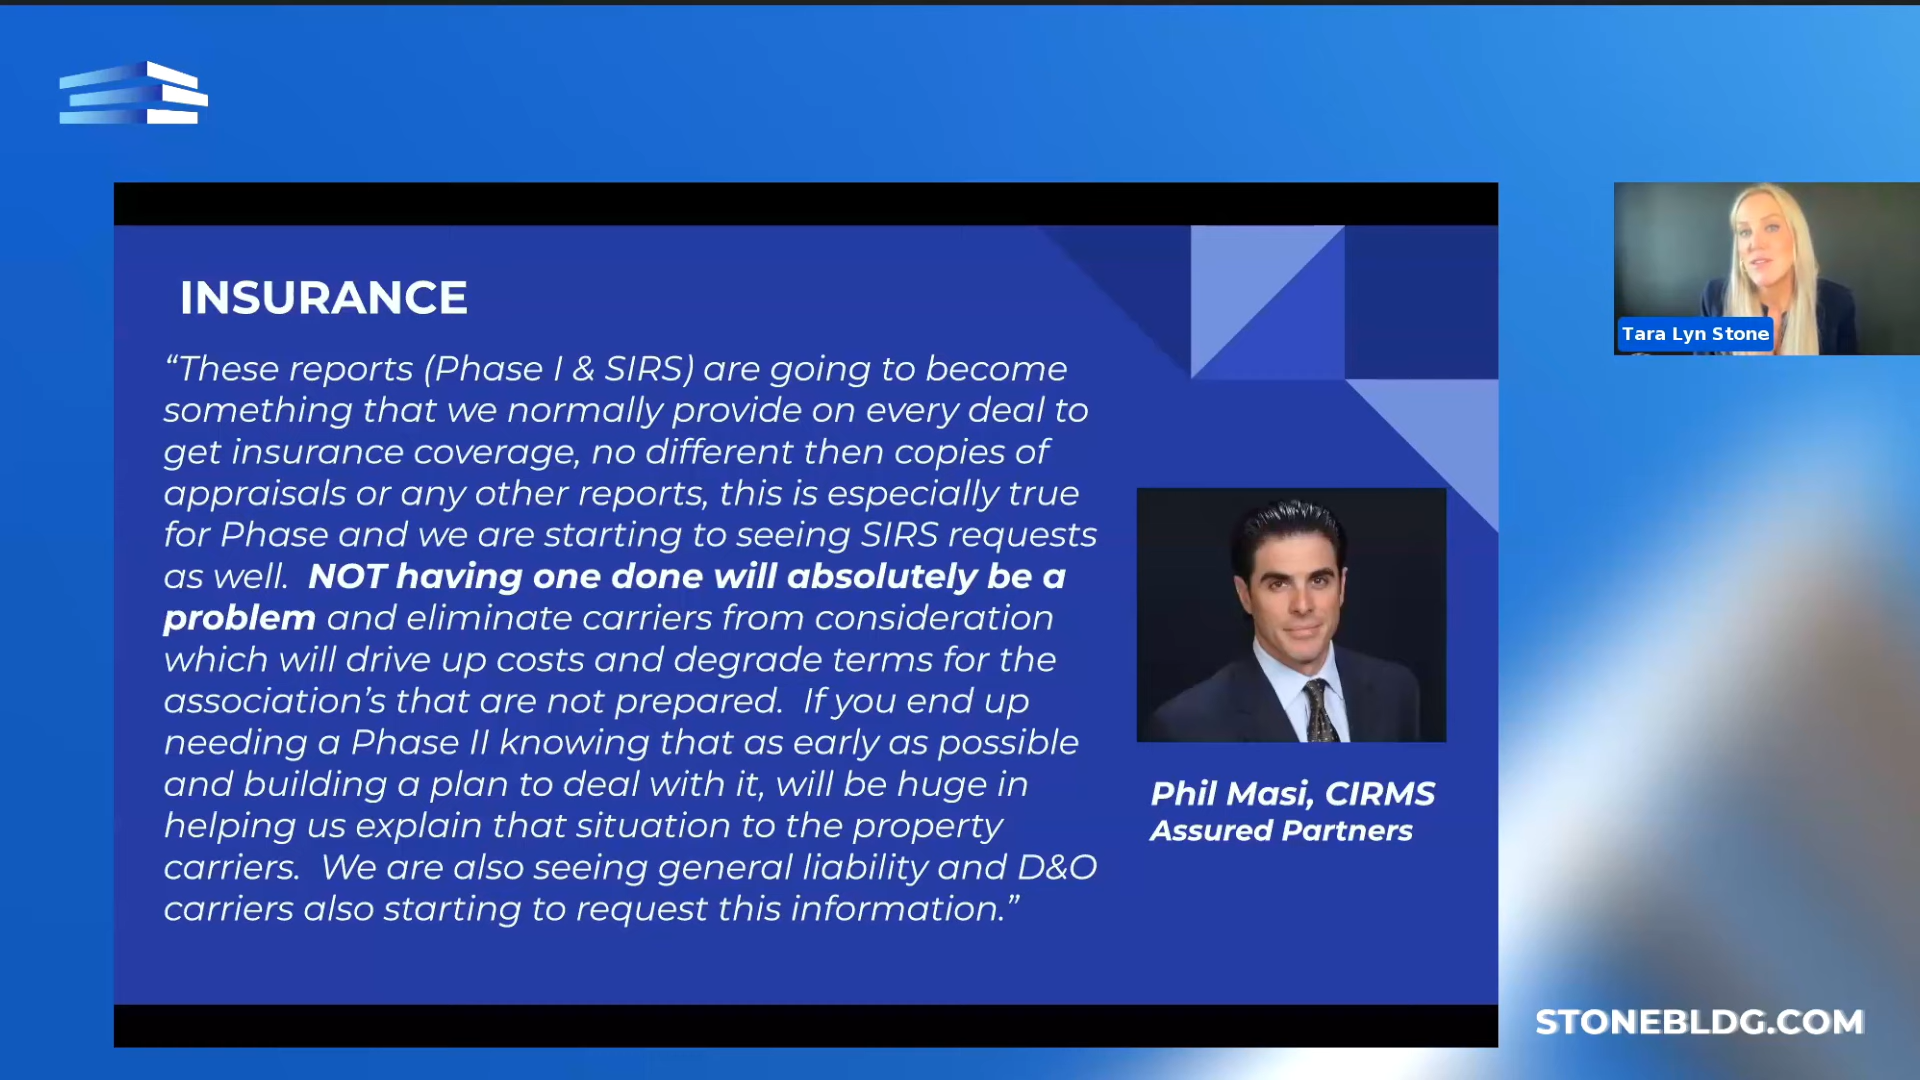 INSURANCE
“These reports (Phase I & SIRS) are going to become
something that we normally provide on every deal to
get insurance coverage, no different then copies of
appraisals or any other reports, this is especially true
for Phase and we are starting to seeing SIRS requests
as well.  NOT having one done will absolutely be a
problem and eliminate carriers from consideration
which will drive up costs and degrade terms for the
association’s that are not prepared.  If you end up
needing a Phase II knowing that as early as possible
and building a plan to deal with it, will be huge in
helping us explain that situation to the property
carriers.  We are also seeing general liability and D&O
carriers also starting to request this information.”
Phil Masi, CIRMS
Assured Partners
Tara Lyn Stone
STONEBLDG.COM